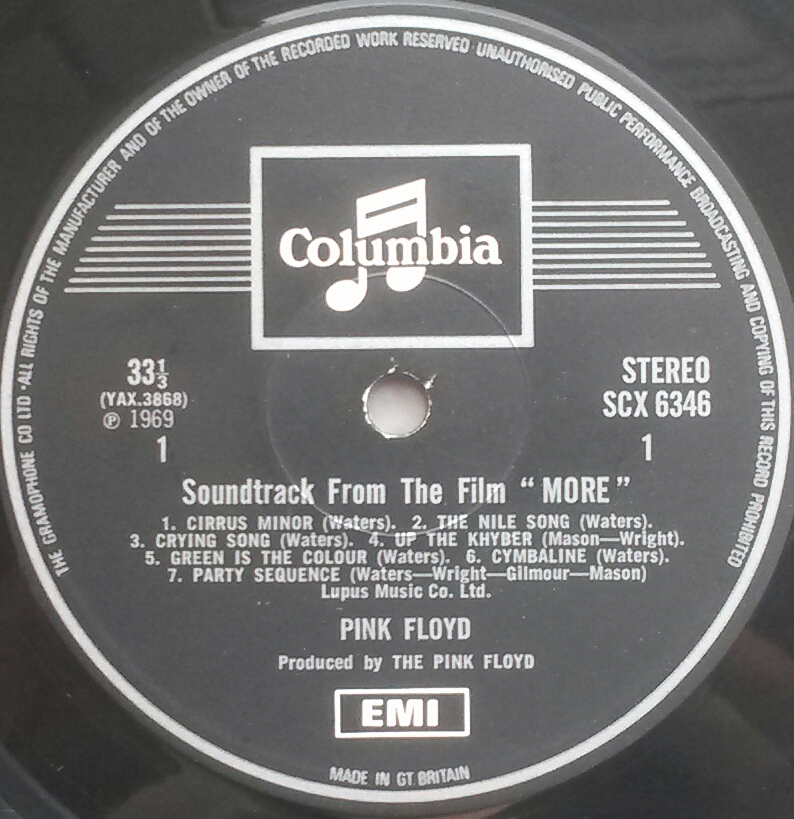 THE GRAMOPHONE CO LTD · ALL RIGHTS OF THE MANUFACTURER AND OF THE OWNER OF THE RECORDED WORK RESERVED · UNAUTHORISED PUBLIC PERFORMANCE BROADCASTING AND COPYING OF THIS RECORD PROHIBITED
Columbia
33⅓
(YAX.3868)
℗ 1969
1
STEREO
SCX 6346
1
Soundtrack From The Film “MORE”
1. CIRRUS MINOR (Waters). 2. THE NILE SONG (Waters).
3. CRYING SONG (Waters). 4. UP THE KHYBER (Mason—Wright).
5. GREEN IS THE COLOUR (Waters). 6. CYMBALINE (Waters).
7. PARTY SEQUENCE (Waters—Wright—Gilmour—Mason)
Lupus Music Co. Ltd.
PINK FLOYD
Produced by THE PINK FLOYD
EMI
MADE IN GT. BRITAIN